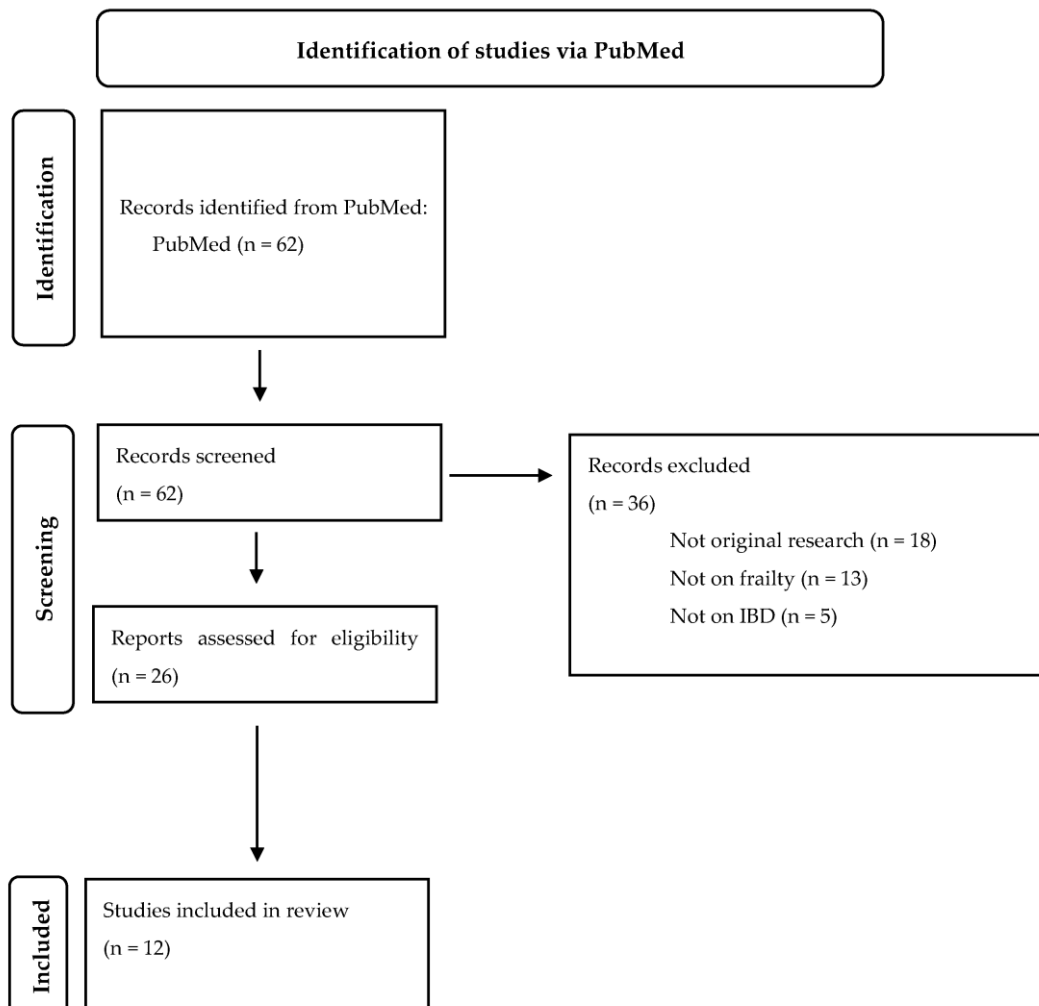 Identification of studies via PubMed
Identification
Records identified from PubMed:
PubMed (n = 62)
Screening
Records screened
(n = 62)
Records excluded
(n = 36)
Not original research (n = 18)
Not on frailty (n = 13)
Not on IBD (n = 5)
Reports assessed for eligibility
(n = 26)
Included
Studies included in review
(n = 12)